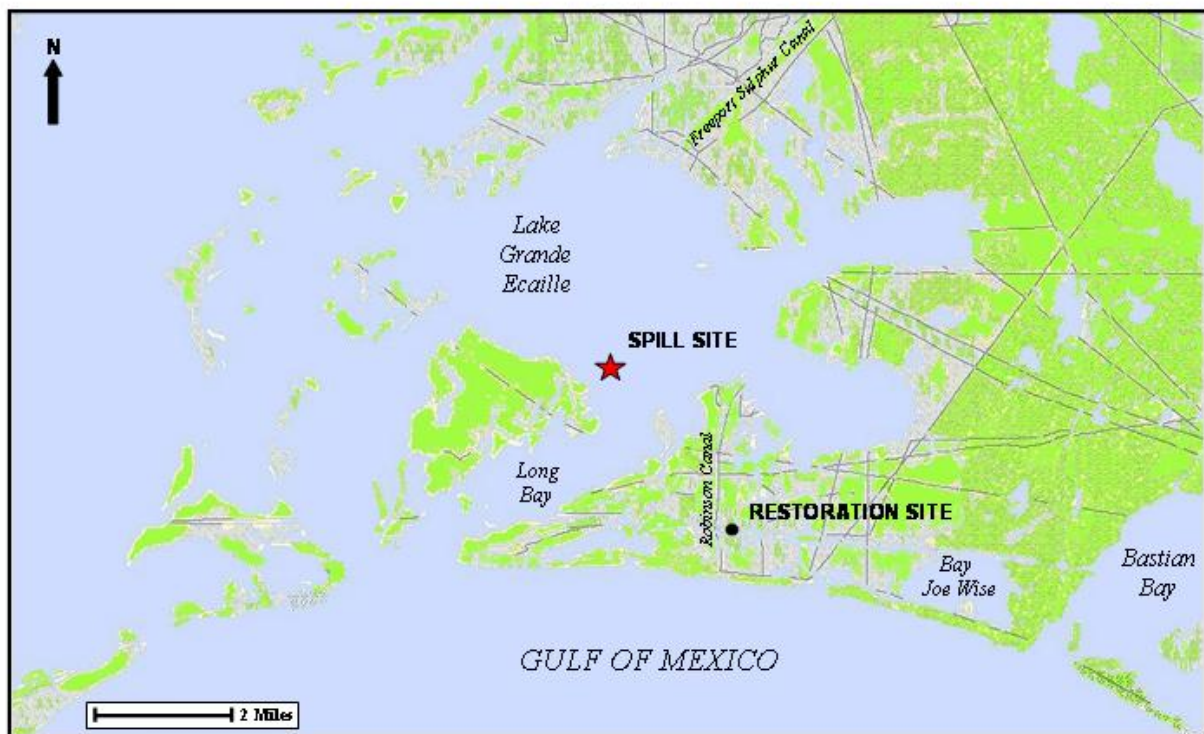 N
Freeport Sulphur Canal
Lake
Grande
Ecaille
SPILL SITE
Long
Bay
Robinson Canal
RESTORATION SITE
Bay
Joe Wise
Bastian
Bay
GULF OF MEXICO
2 Miles